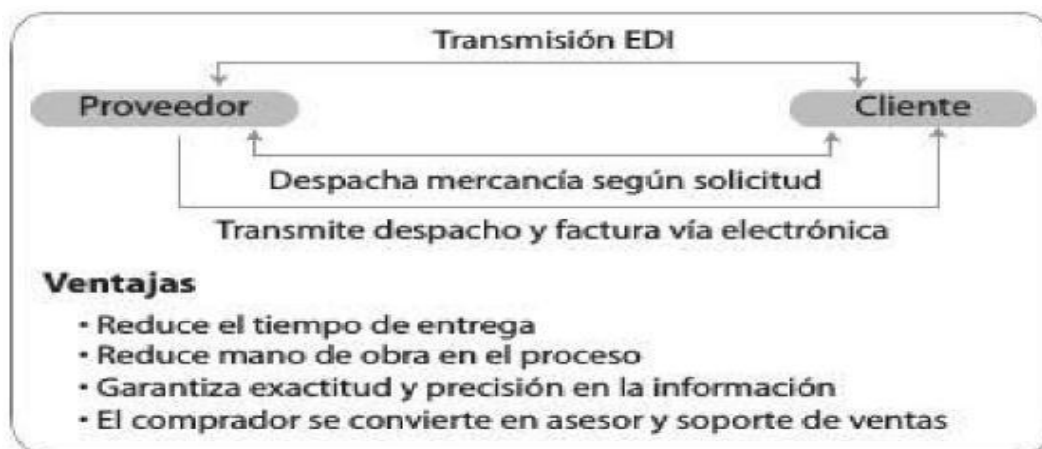 Transmisión EDI
Proveedor
Cliente
Despacha mercancía según solicitud
Transmite despacho y factura vía electrónica
Ventajas
• Reduce el tiempo de entrega
• Reduce mano de obra en el proceso
• Garantiza exactitud y precisión en la información
• El comprador se convierte en asesor y soporte de ventas